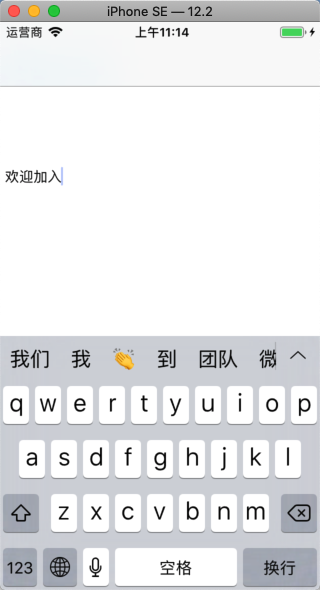 iPhone SE — 12.2
运营商 上午11:14
欢迎加入
我们 我 👏 到 团队 微
q w e r t y u i o p
a s d f g h j k l
z x c v b n m
123 空格 换行